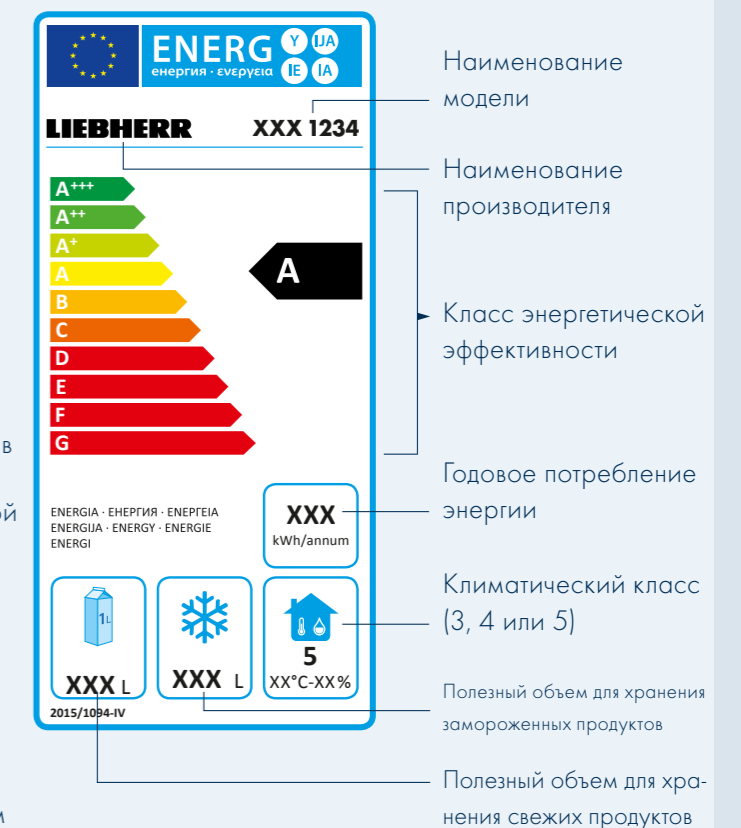 ENERG Y IJA
енергия · ενεργεια IE IA
LIEBHERR XXX 1234
A+++
A++
A+
A
B
C
D
E
F
G
A
ENERGIA · ЕНЕРГИЯ · ΕΝΕΡΓΕΙΑ
ENERGIJA · ENERGY · ENERGIE
ENERGI
XXX
kWh/annum
1L
XXX L
XXX L
5
XX°C-XX%
2015/1094-IV
Наименование
модели
Наименование
производителя
Класс энергетической
эффективности
Годовое потребление
энергии
Климатический класс
(3, 4 или 5)
Полезный объем для хранения
замороженных продуктов
Полезный объем для хра-
нения свежих продуктов
в
ой
м